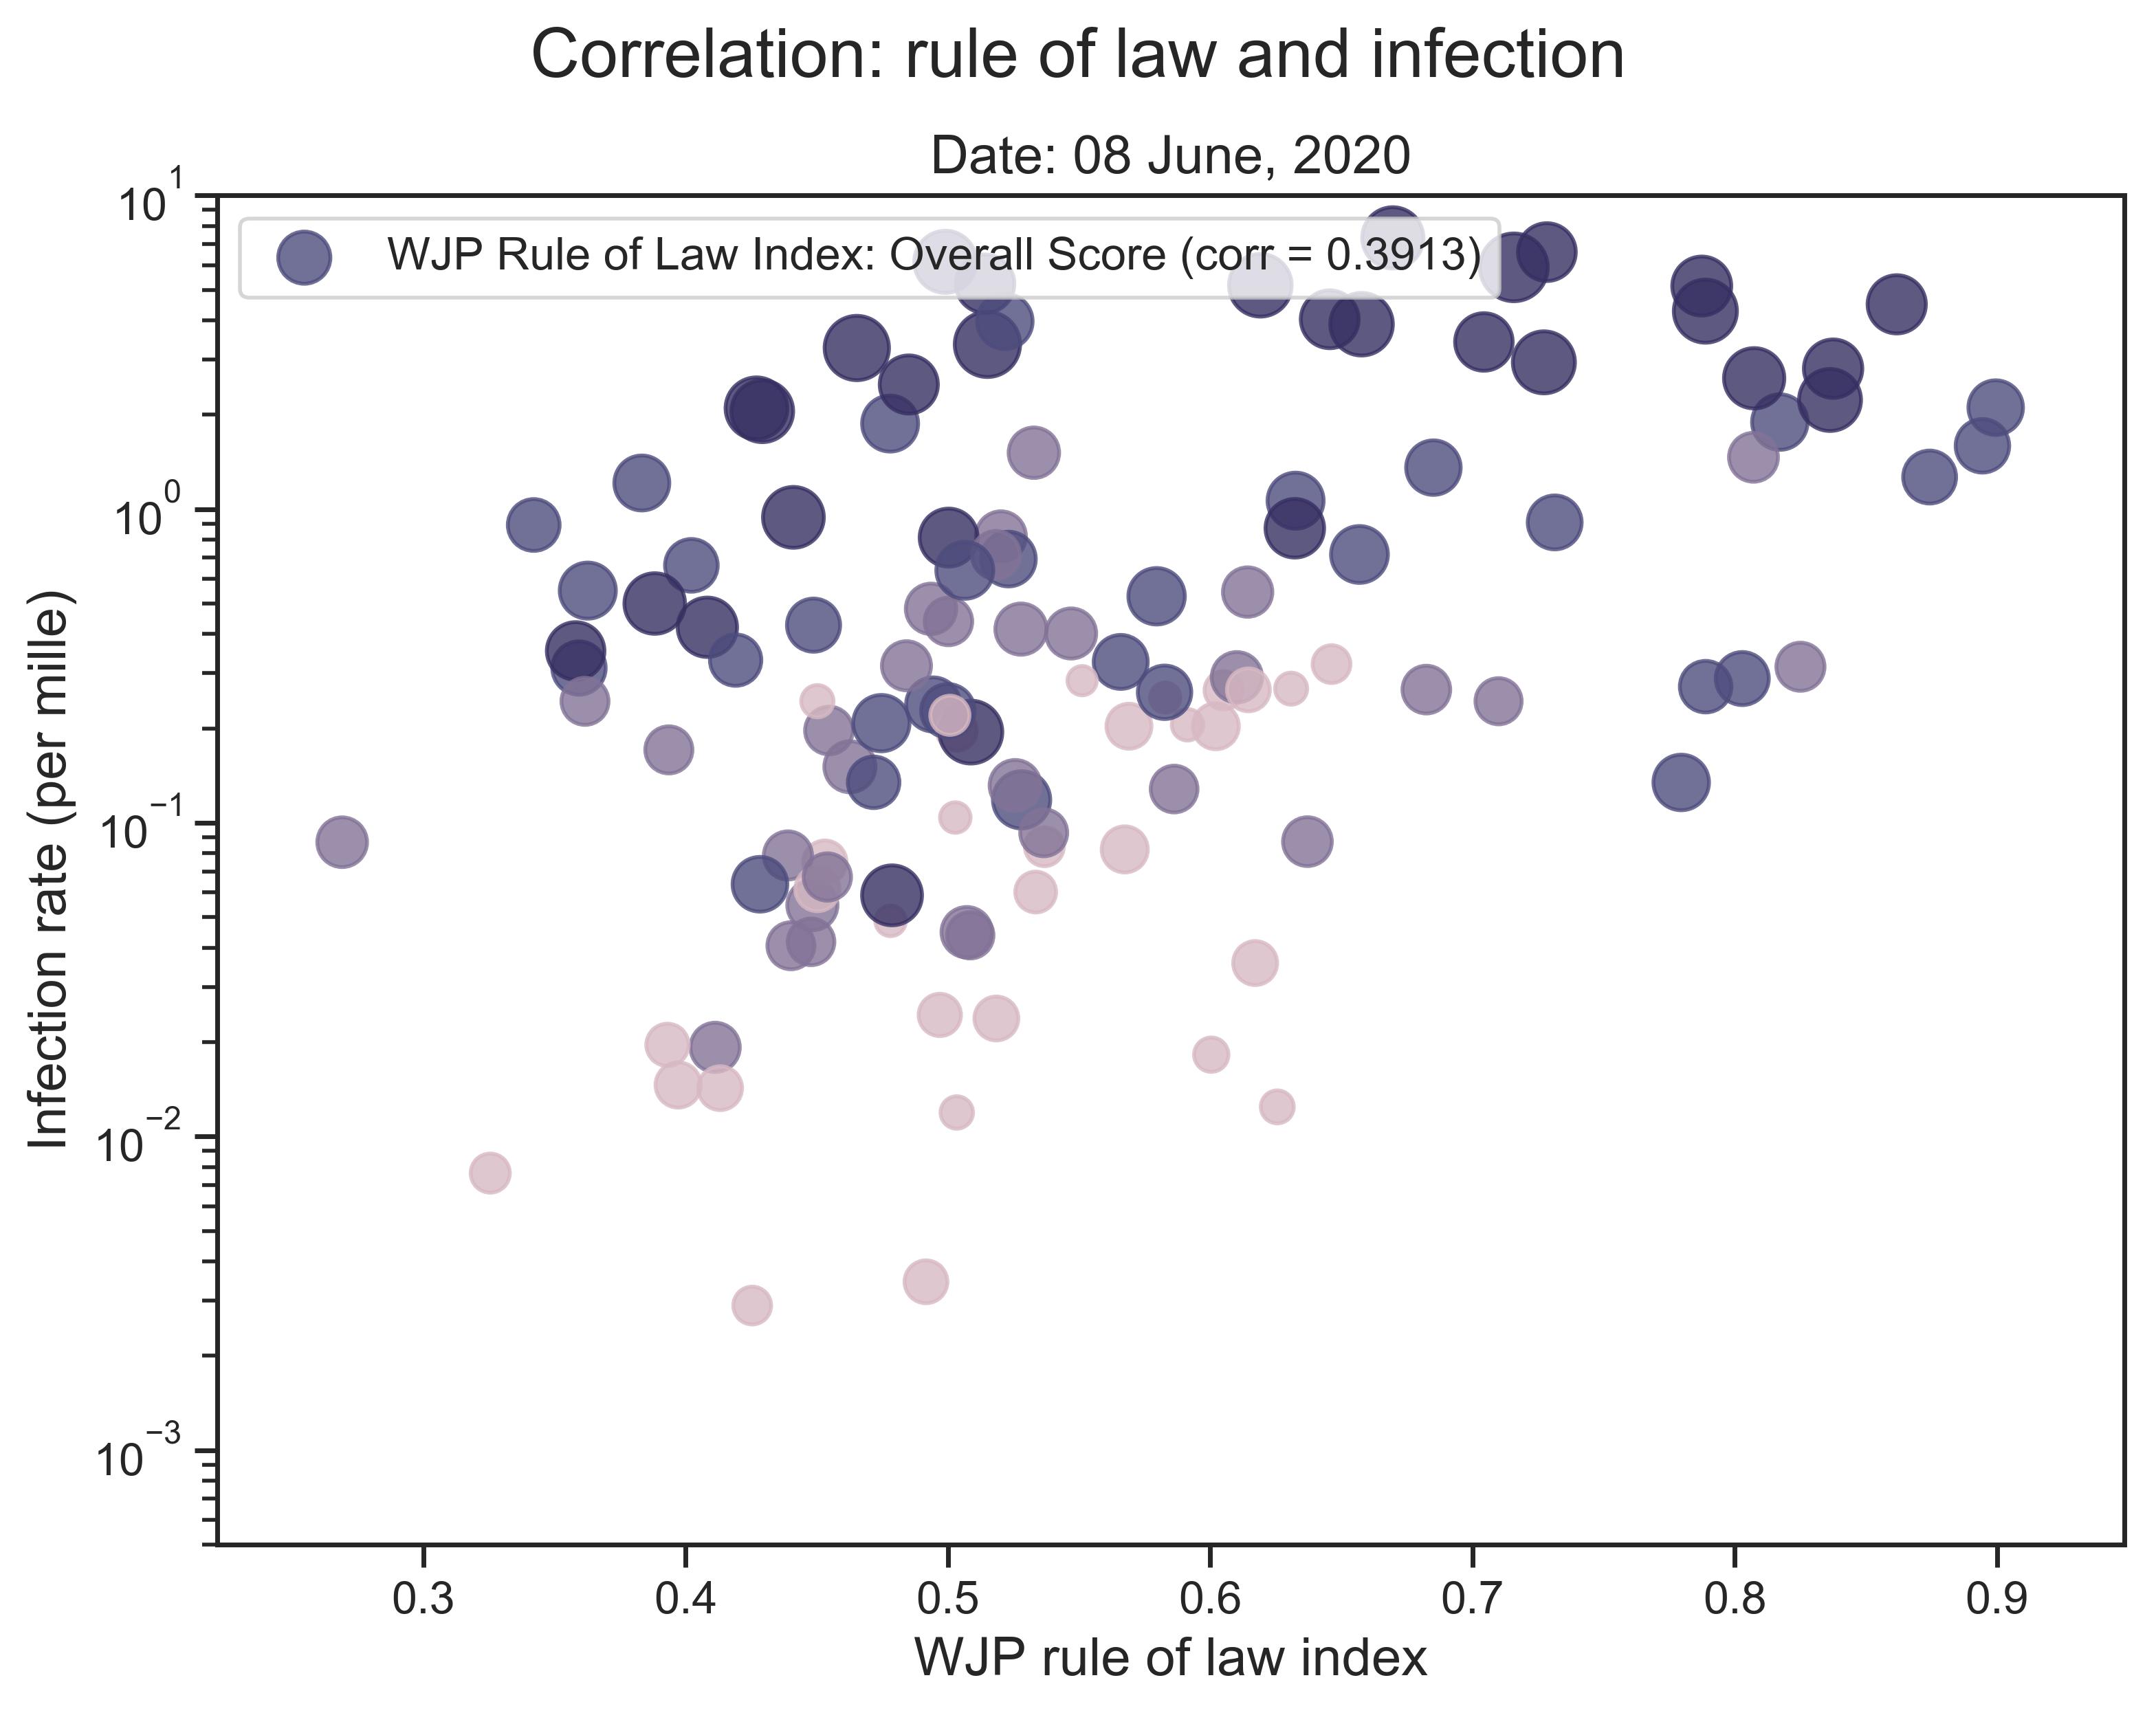 Correlation: rule of law and infection
Date: 08 June, 2020
WJP Rule of Law Index: Overall Score (corr = 0.3913)
Infection rate (per mille)
10^1
10^0
10^−1
10^−2
10^−3
0.3 0.4 0.5 0.6 0.7 0.8 0.9
WJP rule of law index